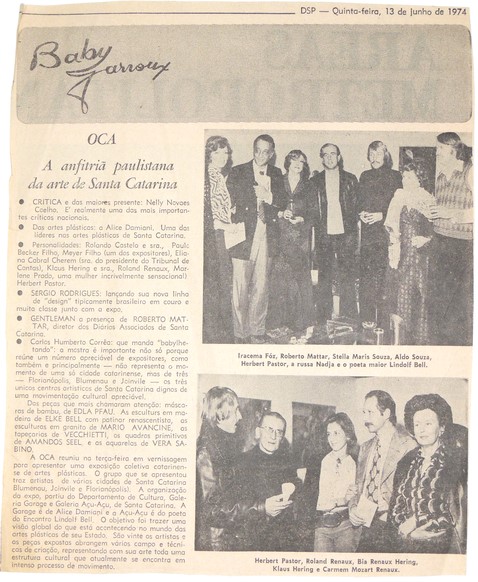 DSP — Quinta-feira, 13 de junho de 1974
Baby
Garroux
OCA
A anfitriã paulistana
da arte de Santa Catarina
● CRITICA e das maiores presente: Nelly Novaes
Coelho. E' realmente uma das mais importan-
tes críticas nacionais.
● Das artes plásticas: a Alice Damiani. Uma das
líderes nas artes plásticas de Santa Catarina.
● Personalidades: Rolando Castelo e sra., Paulo
Becker Filho, Meyer Filho (um dos expositores), Elia-
na Cabral Cherem (sra. do presidente do Tribunal de
Contas), Klaus Hering e sra., Roland Renaux, Mar-
lene Prado, uma mulher incrivelmente sensacional)
Herbert Pastor.
● SERGIO RODRIGUES: lançando sua nova linha
de "design" tipicamente brasileiro em couro e
muita classe junto com a expo.
● GENTLEMAN a presença de ROBERTO MAT-
TAR, diretor dos Diários Associados de Santa
Catarina.
● Carlos Humberto Corrêa: que manda "babylhe-
tando": a mostra é importante não só porque
reúne um número apreciável de expositores, como
também e principalmente — não representa o mo-
mento de uma só cidade catarinense, mas de três
— Florianópolis, Blumenau e Joinvile — os três
unicos centros artísticos de Santa Catarina dignos de
uma movimentação cultural apreciável.
Das peças que mais chamaram atenção: másca-
ras de bambu, de EDLA PFAU. As escultura em ma-
deira de ELKE BELL com patinar renascentista, as
esculturas em granito de MARIO AVANCINE, as
tapeçarias de VECCHIETTI, os quadros primitivos
de AMANDOS SEEL, e as aquarelas de VERA SA-
BINO.
A OCA reuniu na terça-feira em vernissagem
para apresentar uma exposição coletiva catarinen-
se de artes plásticas. O grupo que se apresentou
traz artistas de várias cidades de Santa Catarina
Blumenáu, Joinvile e Florianópolis). A organização
da expo, partiu do Departamento de Cultura, Gale-
ria Garage e Galeria Açu-Açu, de Santa Catarina. A
Garage é de Alice Damiani e a Açu-Açu é do poeta
do Encontro Lindolf Bell. O objetivo foi trazer uma
visão global do que está acontecendo no mundo das
artes plásticas de seu Estado. São vinte os artistas e
as peças expostas abrangem vários campo e técni-
cas de criação, representando com sua arte toda uma
estrutura cultural que atualmente se encontra em
intenso processo de movimento.
Iracema Fóz, Roberto Mattar, Stella Maris Souza, Aldo Souza,
Herbert Pastor, a russa Nadja e o poeta maior Lindolf Bell.
Herbert Pastor, Roland Renaux, Bia Renaux Hering,
Klaus Hering e Carmem Mozart Renaux.